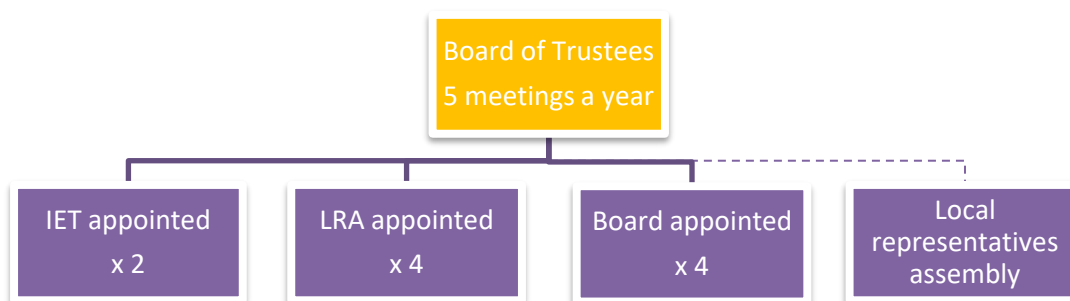 Board of Trustees
5 meetings a year
IET appointed
x 2
LRA appointed
x 4
Board appointed
x 4
Local
representatives
assembly